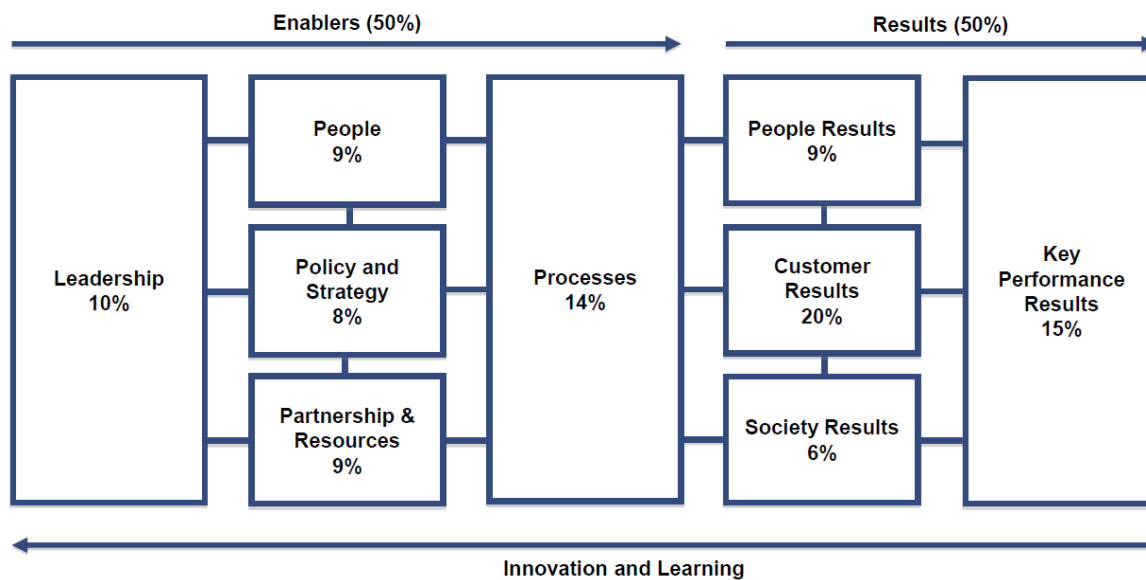 Enablers (50%)
Results (50%)
Leadership
10%
People
9%
Policy and
Strategy
8%
Partnership &
Resources
9%
Processes
14%
People Results
9%
Customer
Results
20%
Society Results
6%
Key
Performance
Results
15%
Innovation and Learning